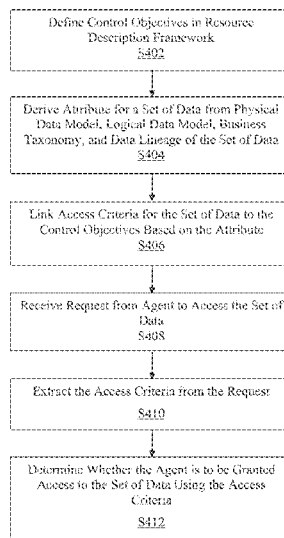 Define Control Objectives in Resource
Description Framework
S402
Derive Attribute for a Set of Data from Physical
Data Model, Logical Data Model, Business
Taxonomy, and Data Lineage of the Set of Data
S404
Link Access Criteria for the Set of Data to the
Control Objectives Based on the Attribute
S406
Receive Request from Agent to Access the Set of
Data
S408
Extract the Access Criteria from the Request
S410
Determine Whether the Agent is to be Granted
Access to the Set of Data Using the Access
Criteria
S412